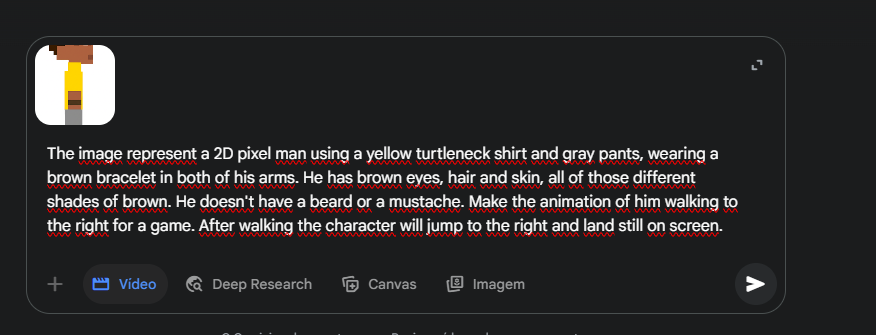 The image represent a 2D pixel man using a yellow turtleneck shirt and gray pants, wearing a
brown bracelet in both of his arms. He has brown eyes, hair and skin, all of those different
shades of brown. He doesn't have a beard or a mustache. Make the animation of him walking to
the right for a game. After walking the character will jump to the right and land still on screen.
Video Deep Research Canvas Imagem